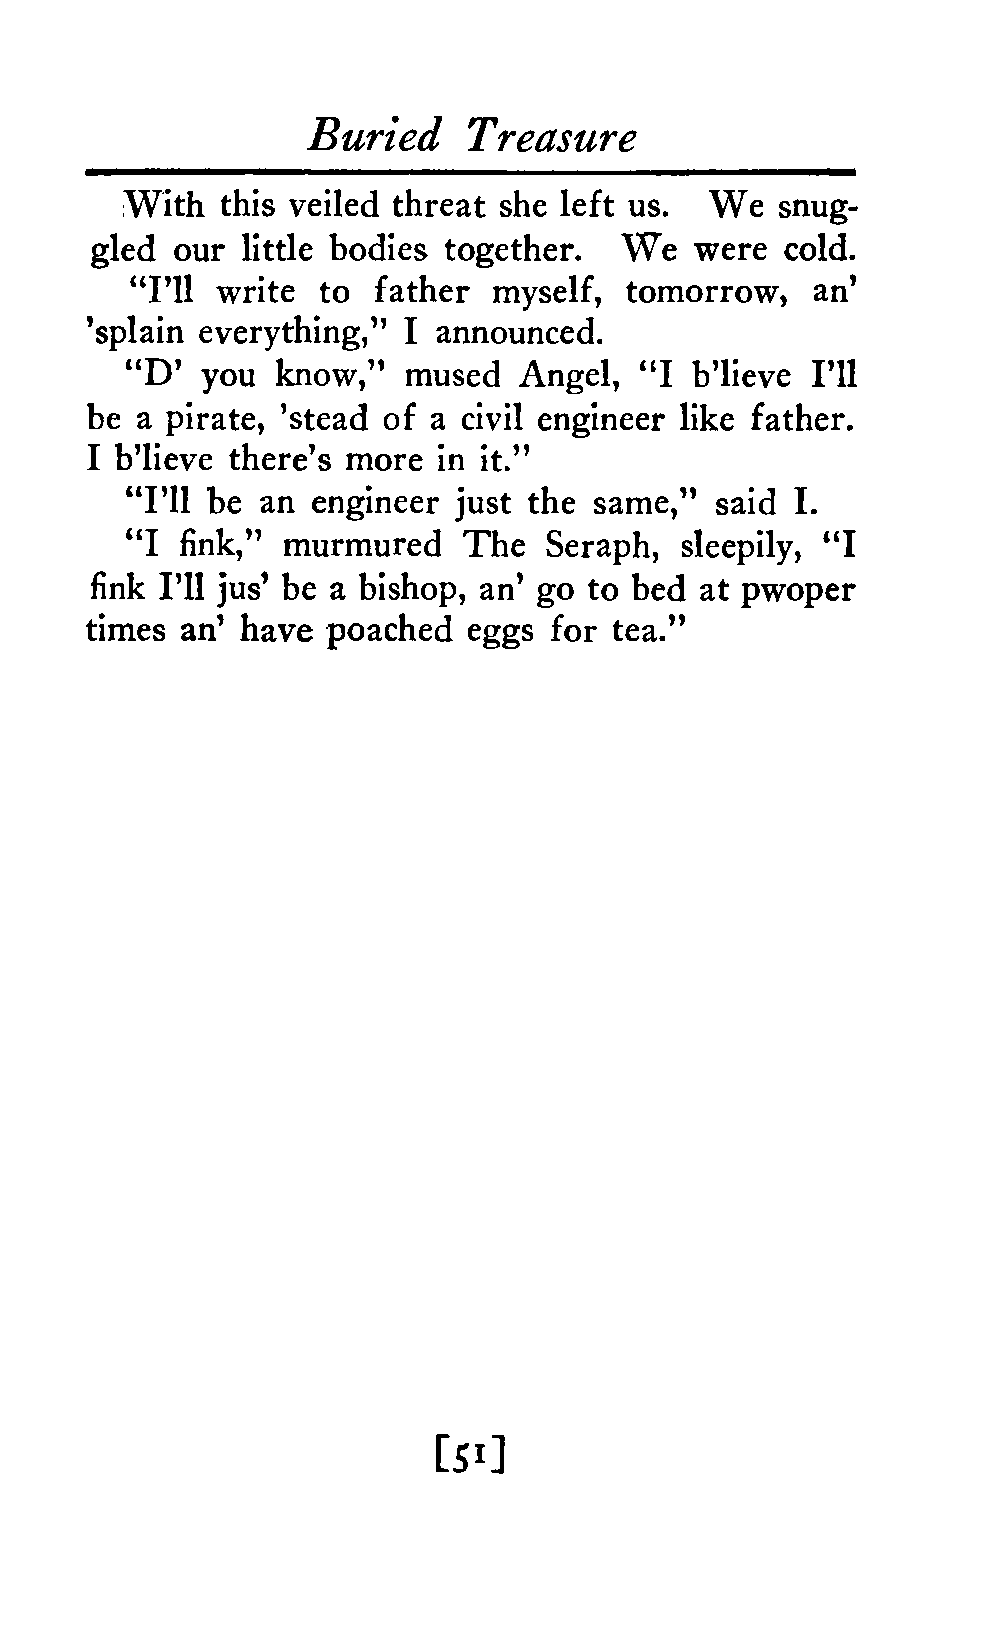 Buried Treasure
With this veiled threat she left us. We snug-
gled our little bodies together. We were cold.
“I’ll write to father myself, tomorrow, an’
’splain everything,” I announced.
“D’ you know,” mused Angel, “I b’lieve I’ll
be a pirate, ’stead of a civil engineer like father.
I b’lieve there’s more in it.”
“I’ll be an engineer just the same,” said I.
“I fink,” murmured The Seraph, sleepily, “I
fink I’ll jus’ be a bishop, an’ go to bed at pwoper
times an’ have poached eggs for tea.”
[51]